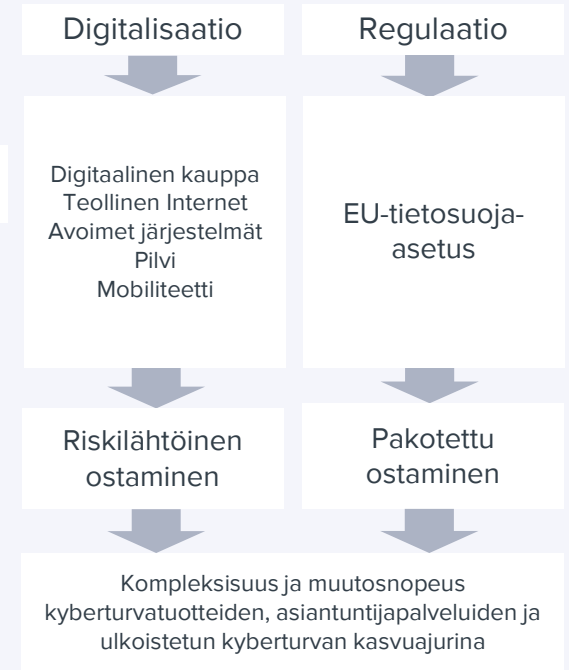 Digitalisaatio
Regulaatio
Digitaalinen kauppa
Teollinen Internet
Avoimet järjestelmät
Pilvi
Mobiliteetti
EU-tietosuoja-
asetus
Riskilähtöinen
ostaminen
Pakotettu
ostaminen
Kompleksisuus ja muutosnopeus
kyberturvatuotteiden, asiantuntijapalveluiden ja
ulkoistetun kyberturvan kasvuajurina